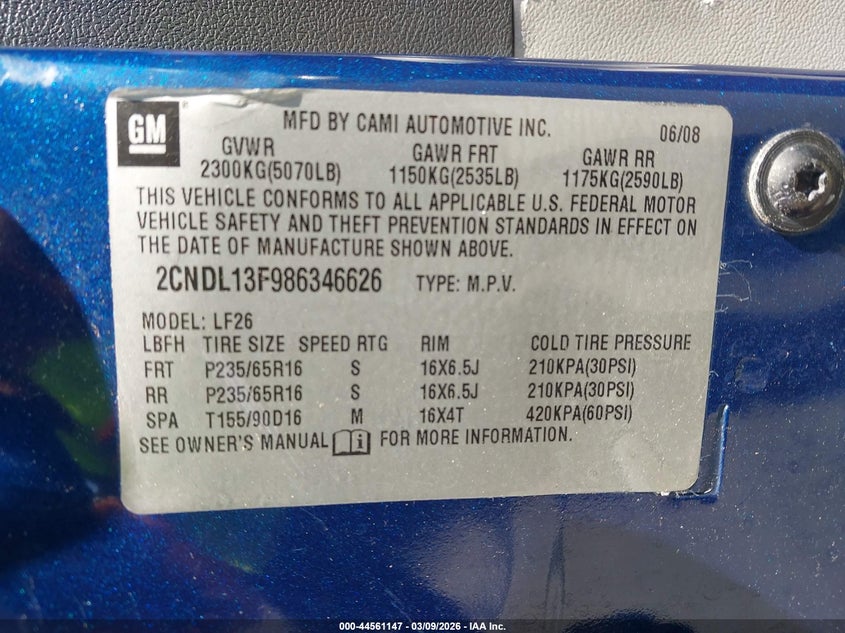 GM
MFD BY CAMI AUTOMOTIVE INC. 06/08
GVWR GAWR FRT GAWR RR
2300KG(5070LB) 1150KG(2535LB) 1175KG(2590LB)
THIS VEHICLE CONFORMS TO ALL APPLICABLE U.S. FEDERAL MOTOR
VEHICLE SAFETY AND THEFT PREVENTION STANDARDS IN EFFECT ON
THE DATE OF MANUFACTURE SHOWN ABOVE.
2CNDL13F986346626 TYPE: M.P.V.
MODEL: LF26
LBFH TIRE SIZE SPEED RTG RIM COLD TIRE PRESSURE
FRT P235/65R16 S 16X6.5J 210KPA(30PSI)
RR P235/65R16 S 16X6.5J 210KPA(30PSI)
SPA T155/90D16 M 16X4T 420KPA(60PSI)
SEE OWNER'S MANUAL i FOR MORE INFORMATION.
000-44561147 - 03/09/2026 - IAA Inc.